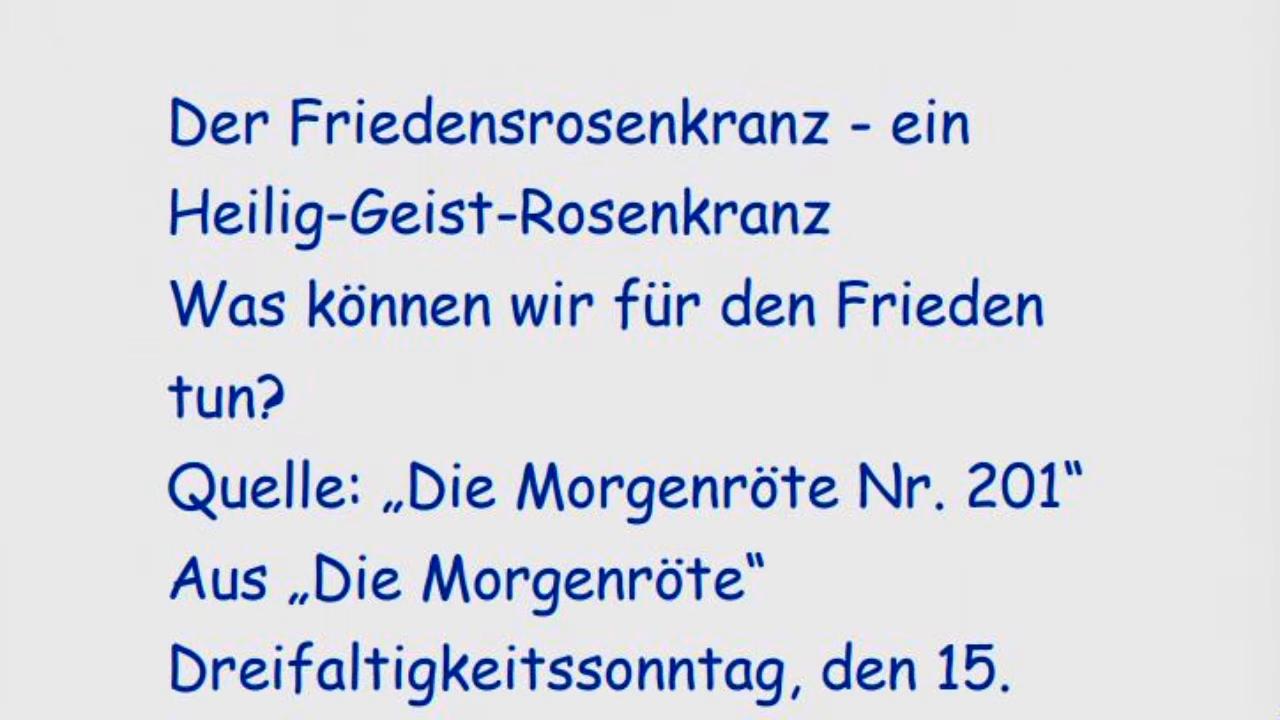 Der Friedensrosenkranz - ein
Heilig-Geist-Rosenkranz
Was können wir für den Frieden
tun?
Quelle: „Die Morgenröte Nr. 201“
Aus „Die Morgenröte“
Dreifaltigkeitssonntag, den 15.